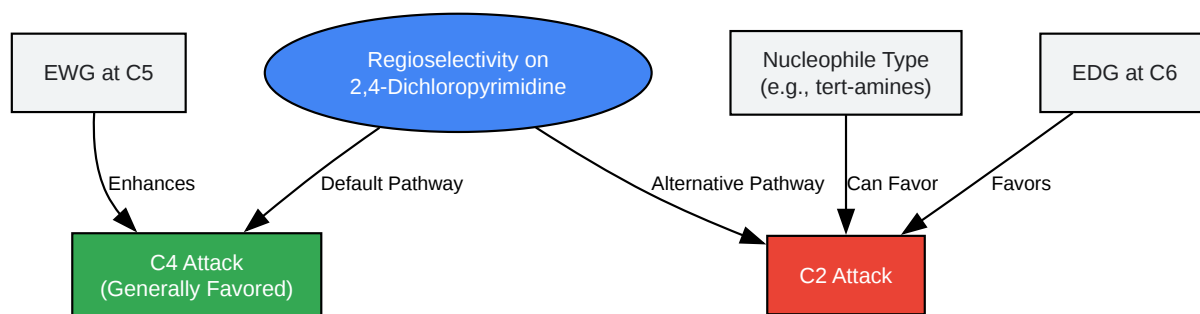 EWG at C5
Regioselectivity on
2,4-Dichloropyrimidine
Nucleophile Type
(e.g., tert-amines)
EDG at C6
Enhances
Default Pathway
Alternative Pathway
Can Favor
Favors
C4 Attack
(Generally Favored)
C2 Attack